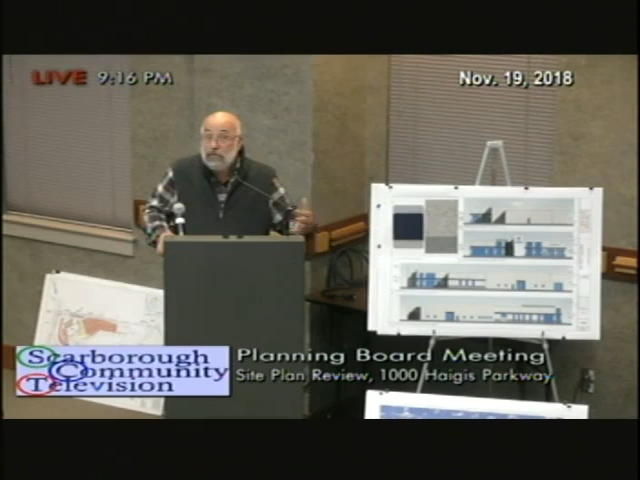 LIVE 9:16 PM
Nov. 19, 2018
Scarborough
Community
Television
Planning Board Meeting
Site Plan Review, 1000 Haigis Parkway